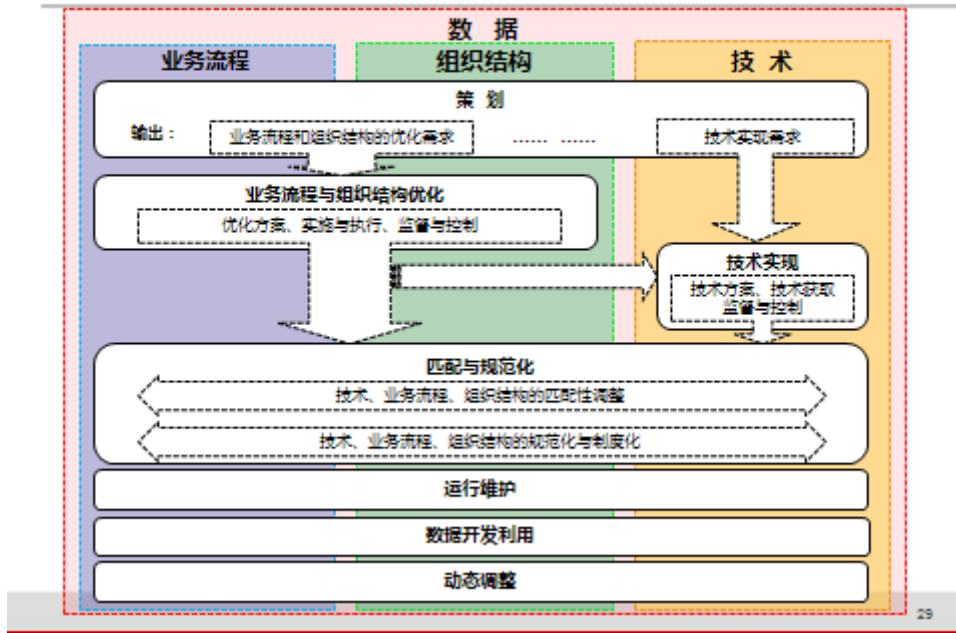 数 据
业务流程
组织结构
技 术
策 划
输出：
业务流程和组织结构的优化需求
…… ……
技术实现需求
业务流程与组织结构优化
优化方案、实施与执行、监督与控制
技术实现
技术方案、技术获取
监督与控制
匹配与规范化
技术、业务流程、组织结构的匹配性调整
技术、业务流程、组织结构的规范化与制度化
运行维护
数据开发利用
动态调整
29